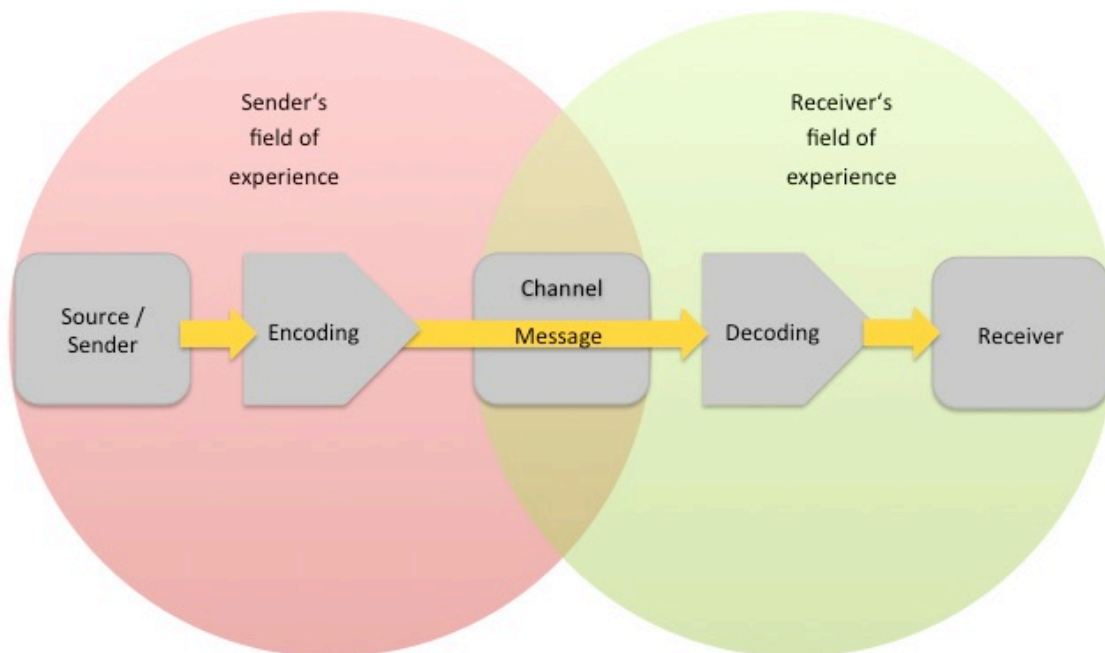 Sender‘s
field of
experience
Receiver‘s
field of
experience
Source /
Sender
Encoding
Channel
Message
Decoding
Receiver